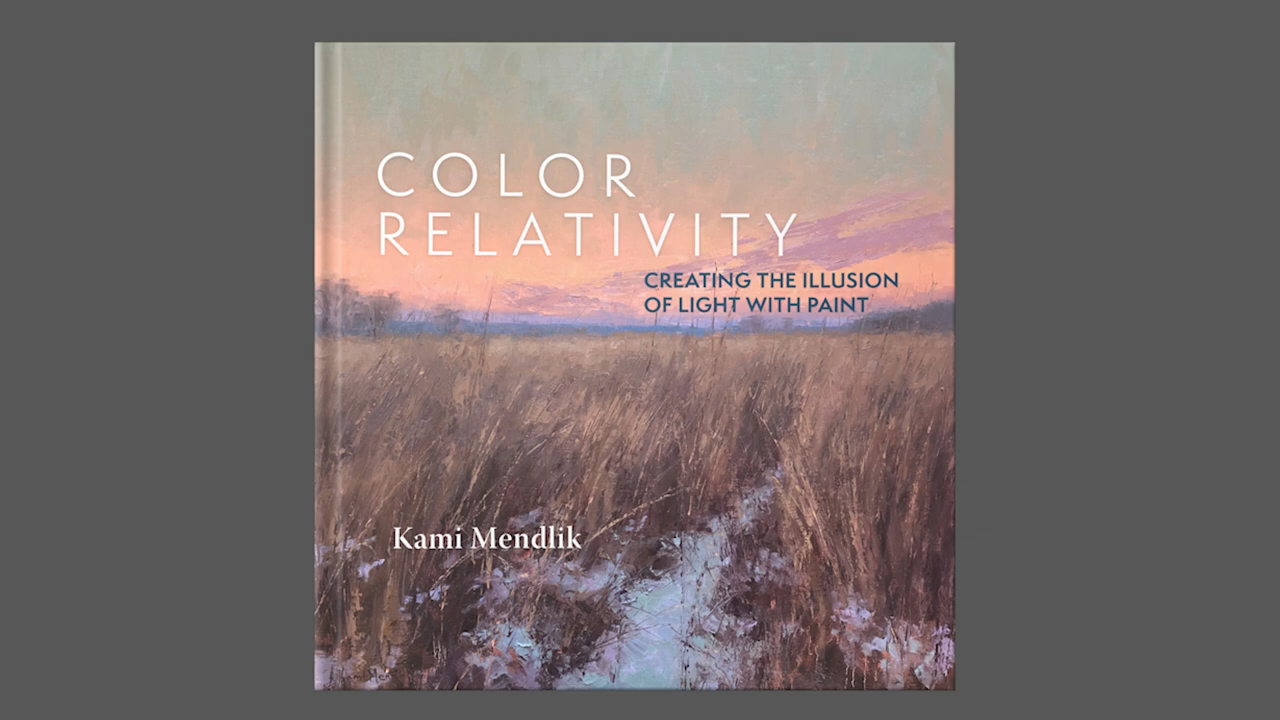 COLOR
RELATIVITY
CREATING THE ILLUSION
OF LIGHT WITH PAINT
Kami Mendlik